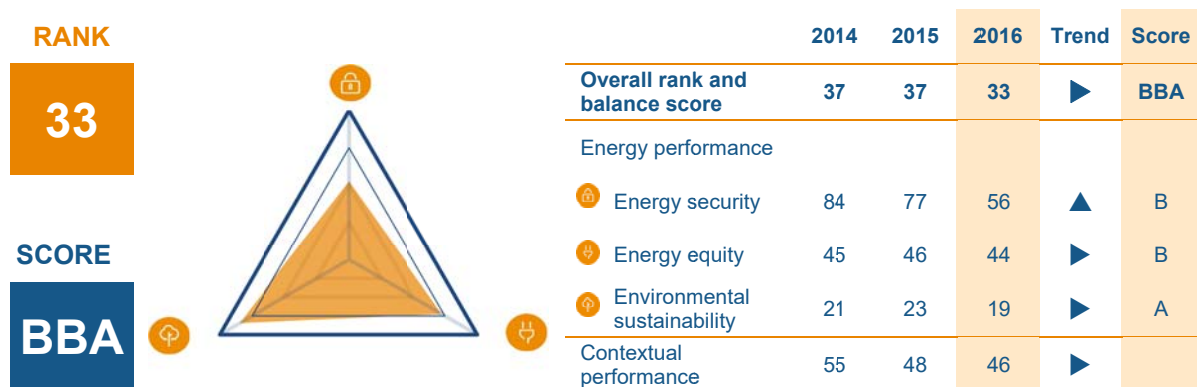 RANK
33
SCORE
BBA
2014 2015 2016 Trend Score
Overall rank and
balance score 37 37 33 BBA
Energy performance
Energy security 84 77 56 B
Energy equity 45 46 44 B
Environmental
sustainability 21 23 19 A
Contextual
performance 55 48 46